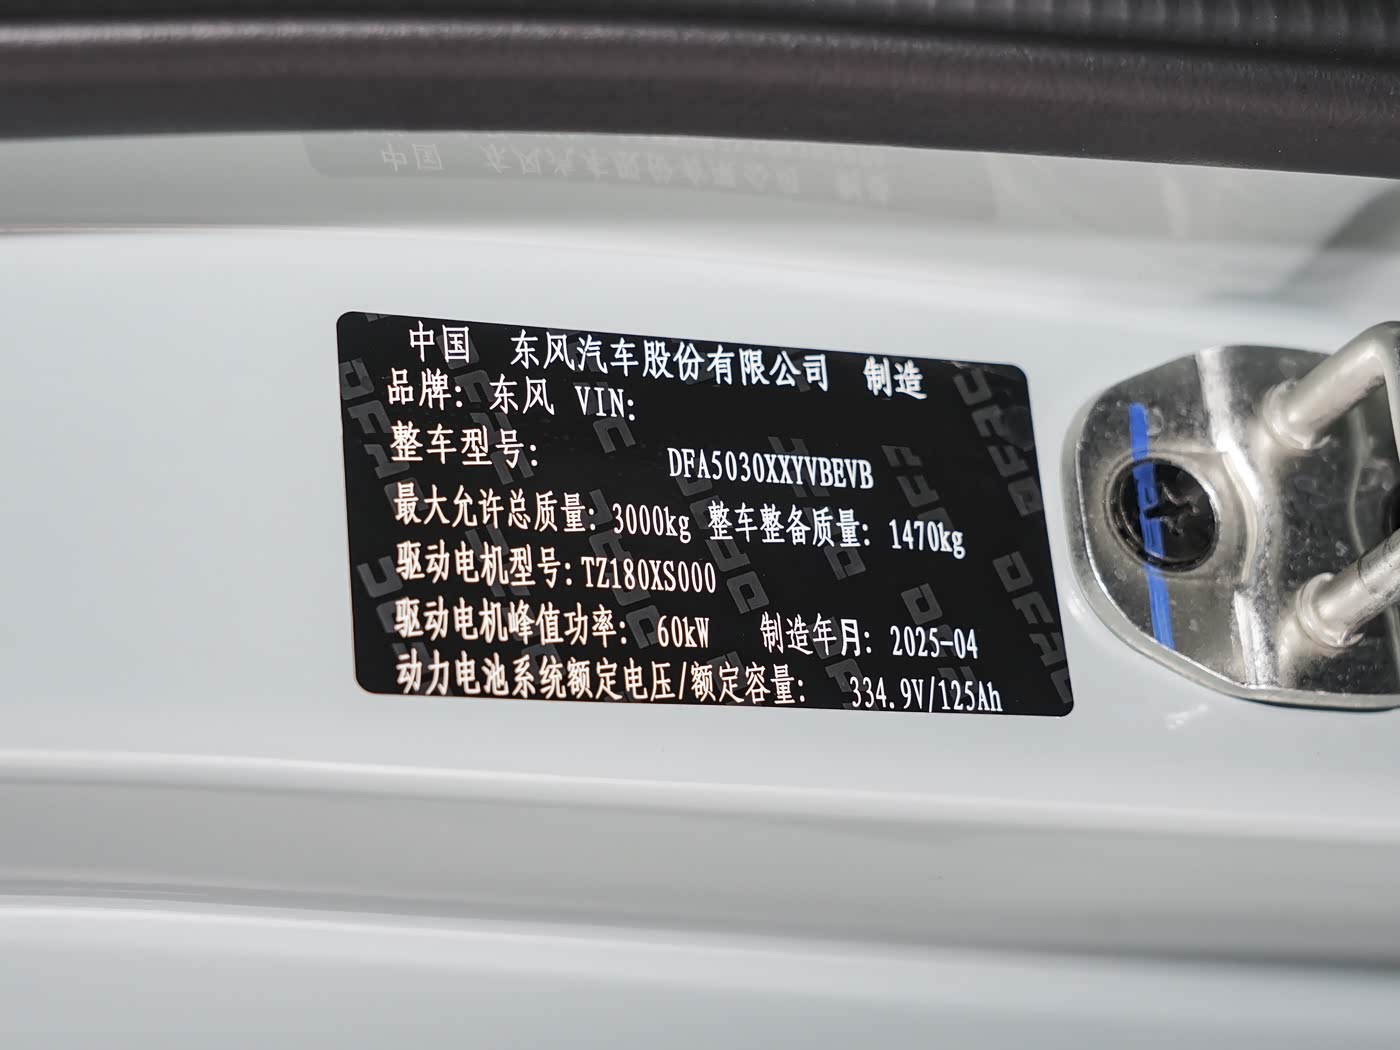 中国 东风汽车股份有限公司 制造
品牌: 东风 VIN:
整车型号: DFA5030XXYVBEVB
最大允许总质量: 3000kg 整车整备质量: 1470kg
驱动电机型号: TZ180XS000
驱动电机峰值功率: 60kW 制造年月: 2025-04
动力电池系统额定电压/额定容量: 334.9V/125Ah